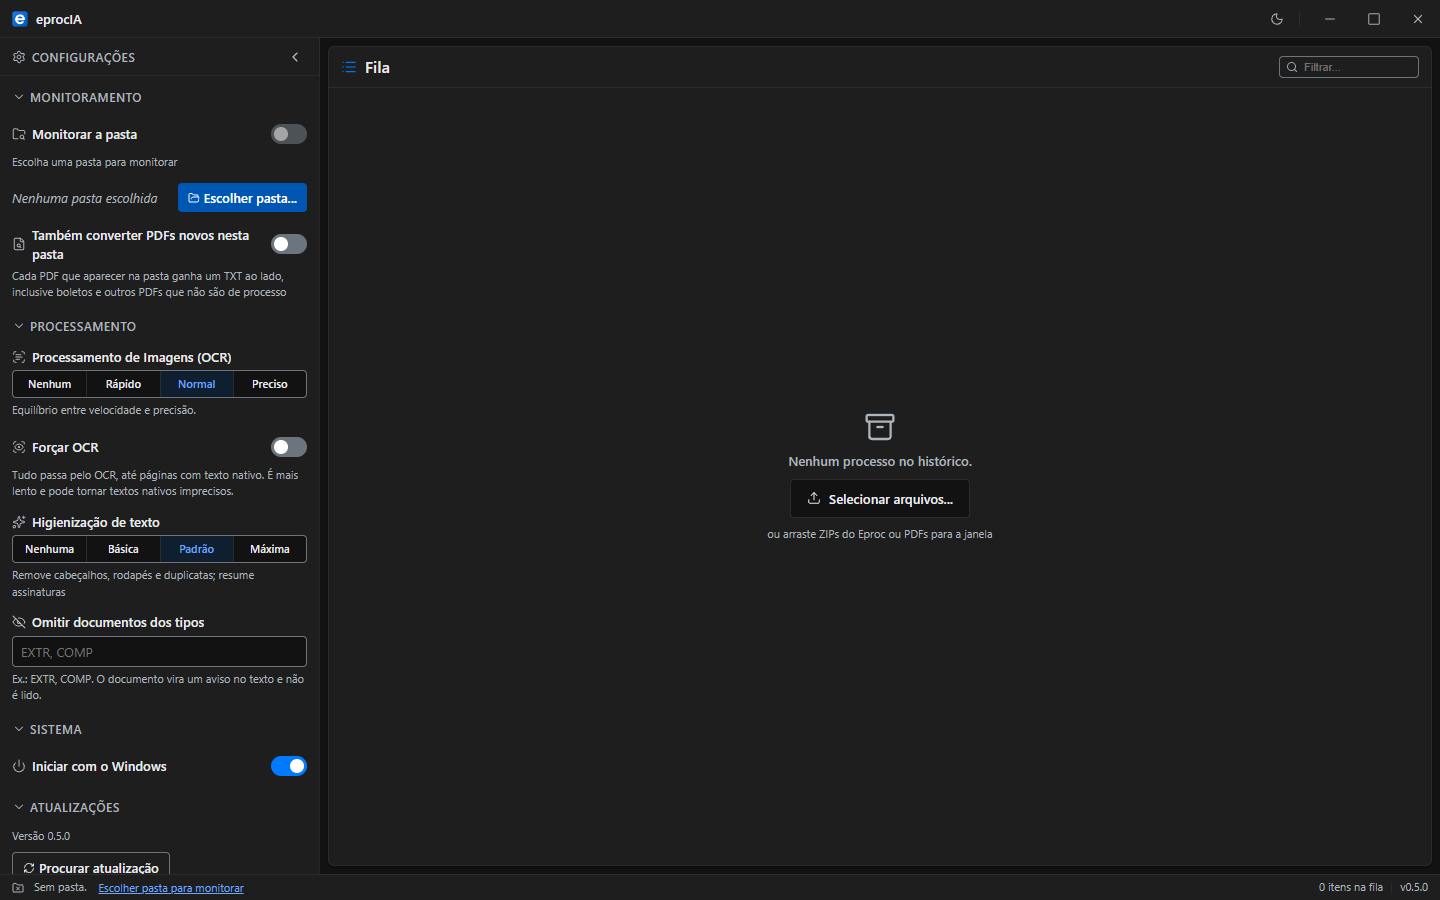 eprocIA
CONFIGURAÇÕES
MONITORAMENTO
Monitorar a pasta
Escolha uma pasta para monitorar
Nenhuma pasta escolhida
Escolher pasta...
Também converter PDFs novos nesta
pasta
Cada PDF que aparecer na pasta ganha um TXT ao lado,
inclusive boletos e outros PDFs que não são de processo
PROCESSAMENTO
Processamento de Imagens (OCR)
Nenhum Rápido Normal Preciso
Equilíbrio entre velocidade e precisão.
Forçar OCR
Tudo passa pelo OCR, até páginas com texto nativo. É mais
lento e pode tornar textos nativos imprecisos.
Higienização de texto
Nenhuma Básica Padrão Máxima
Remove cabeçalhos, rodapés e duplicatas; resume
assinaturas
Omitir documentos dos tipos
EXTR, COMP
Ex.: EXTR, COMP. O documento vira um aviso no texto e não
é lido.
SISTEMA
Iniciar com o Windows
ATUALIZAÇÕES
Versão 0.5.0
Procurar atualização
Fila
Filtrar...
Nenhum processo no histórico.
Selecionar arquivos...
ou arraste ZIPs do Eproc ou PDFs para a janela
Sem pasta. Escolher pasta para monitorar
0 itens na fila v0.5.0